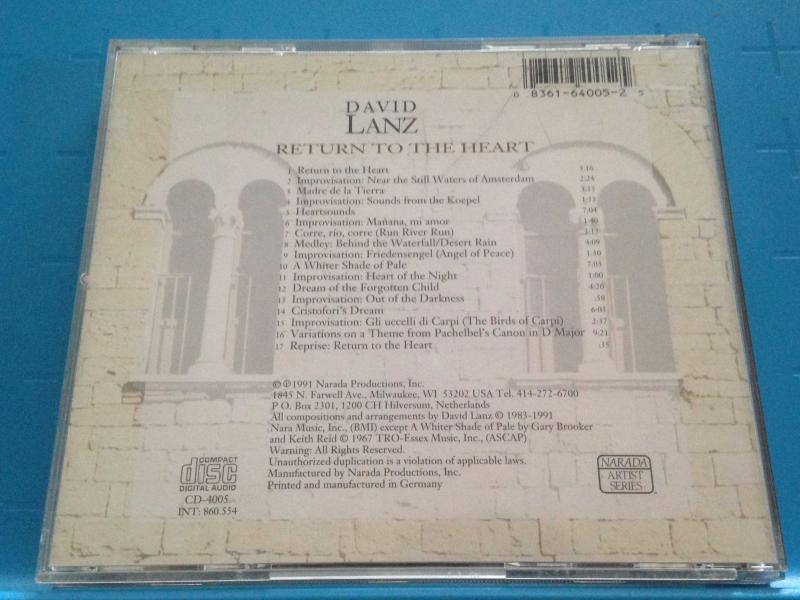 0 8361-64005-2 5
DAVID
LANZ
RETURN TO THE HEART
1 Return to the Heart 5:16
2 Improvisation: Near the Still Waters of Amsterdam 2:24
3 Madre de la Tierra
4 Improvisation: Sounds from the Koepel 1:33
5 Heartsounds 7:04
6 Improvisation: Mañana, mi amor 1:40
7 Corre, río, corre (Run River Run) 3:13
8 Medley: Behind the Waterfall/Desert Rain 4:09
9 Improvisation: Friedensengel (Angel of Peace) 1:30
10 A Whiter Shade of Pale 7:03
11 Improvisation: Heart of the Night 1:00
12 Dream of the Forgotten Child 4:20
13 Improvisation: Out of the Darkness :58
14 Cristofori's Dream 6:01
15 Improvisation: Gli uccelli di Carpi (The Birds of Carpi) 2:37
16 Variations on a Theme from Pachelbel's Canon in D Major 9:21
17 Reprise: Return to the Heart :35
©℗1991 Narada Productions, Inc.
1845 N. Farwell Ave., Milwaukee, WI 53202 USA Tel. 414-272-6700
P.O. Box 2301, 1200 CH Hilversum, Netherlands
All compositions and arrangements by David Lanz © 1983-1991
Nara Music, Inc., (BMI) except A Whiter Shade of Pale by Gary Brooker
and Keith Reid © 1967 TRO-Essex Music, Inc., (ASCAP)
Warning: All Rights Reserved.
Unauthorized duplication is a violation of applicable laws.
Manufactured by Narada Productions, Inc.
Printed and manufactured in Germany
COMPACT
disc
DIGITAL AUDIO
CD-4005
INT: 860.554
NARADA
ARTIST
SERIES